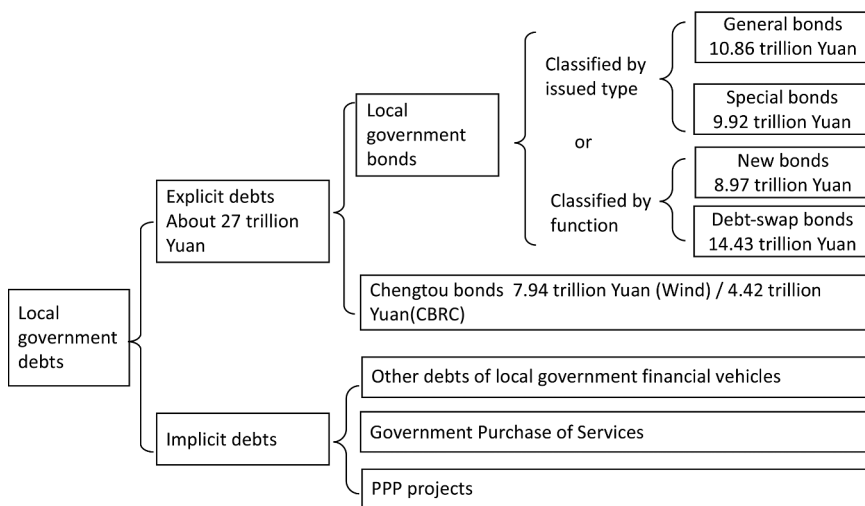 General bonds
10.86 trillion Yuan
Classified by
issued type
Special bonds
9.92 trillion Yuan
Local
government
bonds
or
New bonds
8.97 trillion Yuan
Classified by
function
Debt-swap bonds
14.43 trillion Yuan
Explicit debts
About 27 trillion
Yuan
Chengtou bonds 7.94 trillion Yuan (Wind) / 4.42 trillion
Yuan(CBRC)
Local
government
debts
Other debts of local government financial vehicles
Implicit debts
Government Purchase of Services
PPP projects